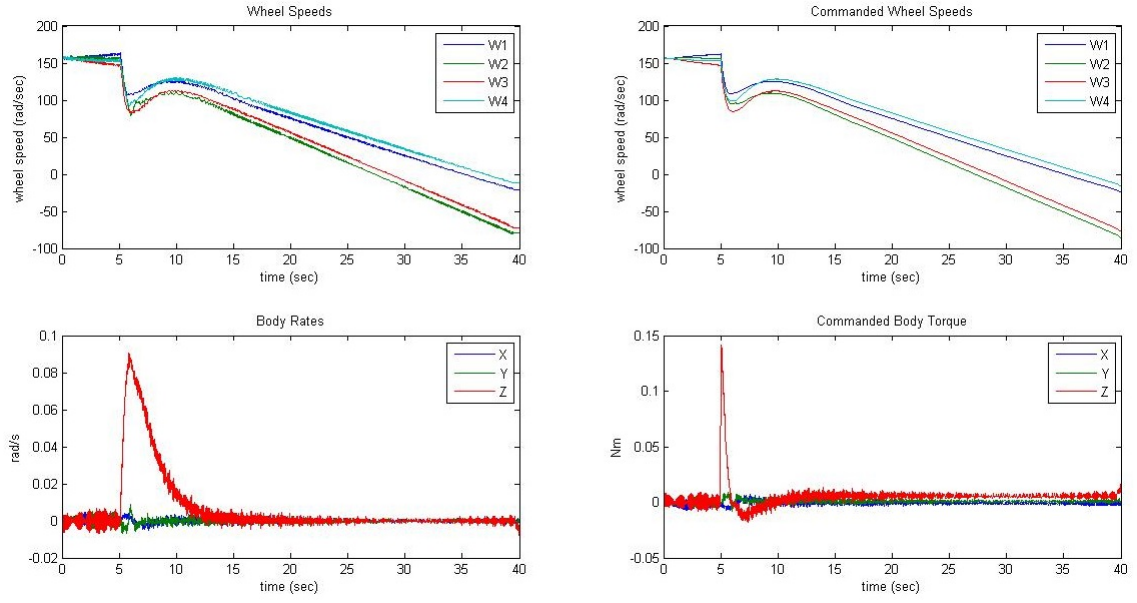 Wheel Speeds
200
150
100
50
0
-50
-100
wheel speed (rad/sec)
W1
W2
W3
W4
0 5 10 15 20 25 30 35 40
time (sec)
Commanded Wheel Speeds
200
150
100
50
0
-50
-100
wheel speed (rad/sec)
W1
W2
W3
W4
0 5 10 15 20 25 30 35 40
time (sec)
Body Rates
0.1
0.08
0.06
0.04
0.02
0
-0.02
rad/s
X
Y
Z
0 5 10 15 20 25 30 35 40
time (sec)
Commanded Body Torque
0.15
0.1
0.05
0
-0.05
Nm
X
Y
Z
0 5 10 15 20 25 30 35 40
time (sec)